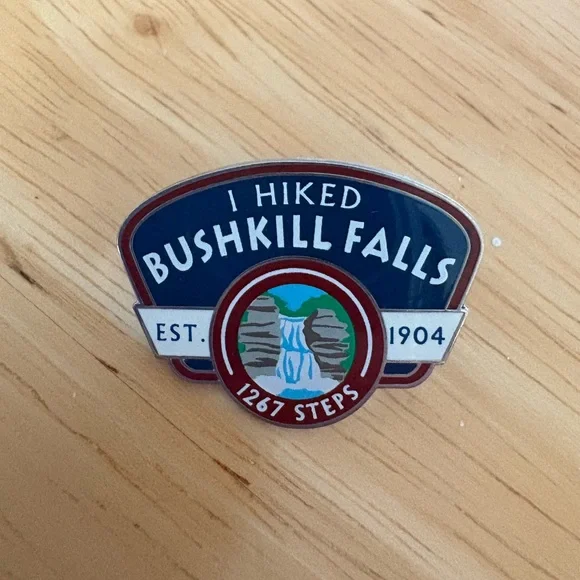 I HIKED
BUSHKILL FALLS
EST. 1904
1267 STEPS